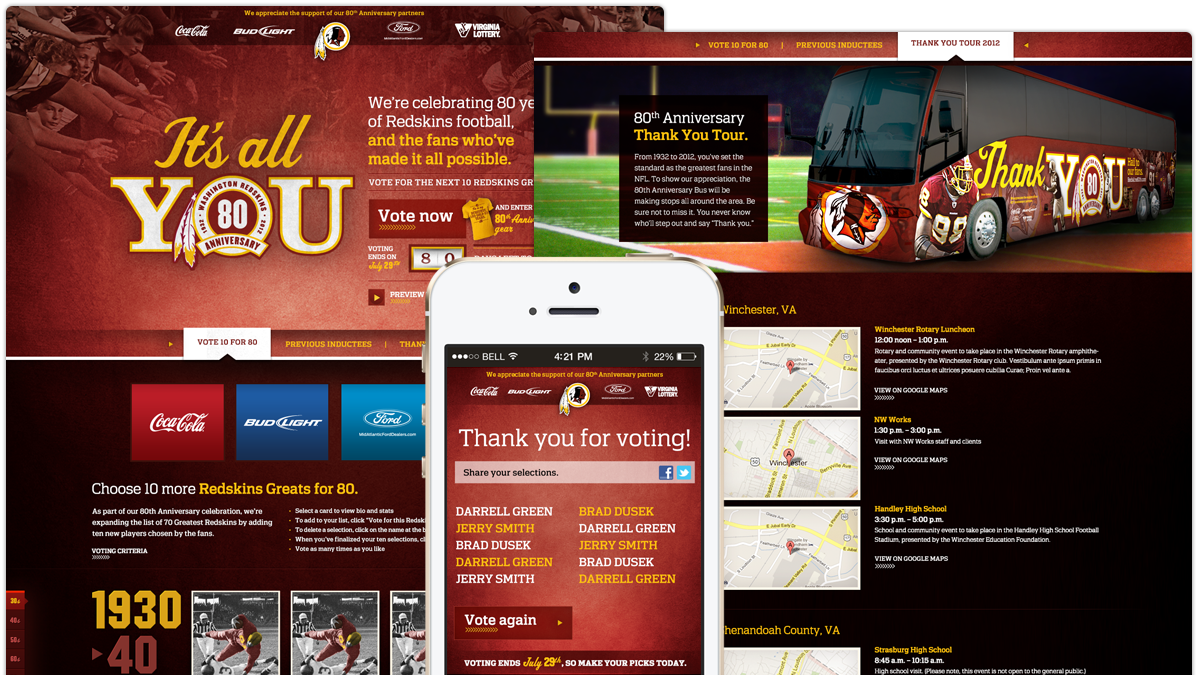 We appreciate the support of our 80th Anniversary partners
Coca-Cola
BUD LIGHT
Ford
VIRGINIA LOTTERY
It's all
YOU
WASHINGTON REDSKINS
80
ANNIVERSARY
We're celebrating 80 ye
of Redskins football,
and the fans who've
made it all possible.
VOTE FOR THE NEXT 10 REDSKINS GR
Vote now
AND ENTER
80th Anni
gear
VOTING
ENDS ON
July 29th
8 0
PREVIEW
VOTE 10 FOR 80
PREVIOUS INDUCTEES | THAN
Coca-Cola
BUD LIGHT
Ford
MidAtlanticFordDealers.com
Choose 10 more Redskins Greats for 80.
As part of our 80th Anniversary celebration, we're
expanding the list of 70 Greatest Redskins by adding
ten new players chosen by the fans.
VOTING CRITERIA
Select a card to view bio and stats
To add to your list, click "Vote for this Redsk
To delete a selection, click on the name at the b
When you've finalized your ten selections, cl
Vote as many times as you like
30s
40s
50s
60s
1930
40
VOTE 10 FOR 80 | PREVIOUS INDUCTEES
THANK YOU TOUR 2012
80th Anniversary
Thank You Tour.
From 1932 to 2012, you've set the
standard as the greatest fans in the
NFL. To show our appreciation, the
80th Anniversary Bus will be
making stops all around the area. Be
sure not to miss it. You never know
who'll step out and say "Thank you."
Thank
YOU
80
Hail to
our fans.
98
Winchester, VA
Winchester Rotary Luncheon
12:00 noon – 1:00 p.m.
Rotary and community event to take place in the Winchester Rotary amphithe-
ater, presented by the Winchester Rotary club. Vestibulum ante ipsum primis in
faucibus orci luctus et ultrices posuere cubilia Curae; Proin vel ante a.
VIEW ON GOOGLE MAPS
NW Works
1:30 p.m. – 3:00 p.m.
Visit with NW Works staff and clients
VIEW ON GOOGLE MAPS
Winchester
Handley High School
3:30 p.m. – 5:00 p.m.
School and community event to take place in the Handley High School Football
Stadium, presented by the Winchester Education Foundation.
VIEW ON GOOGLE MAPS
henandoah County, VA
Strasburg High School
8:45 a.m. – 10:15 a.m.
High school visit. (Please note, this event is not open to the general public.)
BELL 4:21 PM 22%
We appreciate the support of our 80th Anniversary partners
Coca-Cola
BUD LIGHT
Ford
VIRGINIA LOTTERY
Thank you for voting!
Share your selections.
DARRELL GREEN BRAD DUSEK
JERRY SMITH DARRELL GREEN
BRAD DUSEK JERRY SMITH
DARRELL GREEN BRAD DUSEK
JERRY SMITH DARRELL GREEN
Vote again
VOTING ENDS July 29th, SO MAKE YOUR PICKS TODAY.